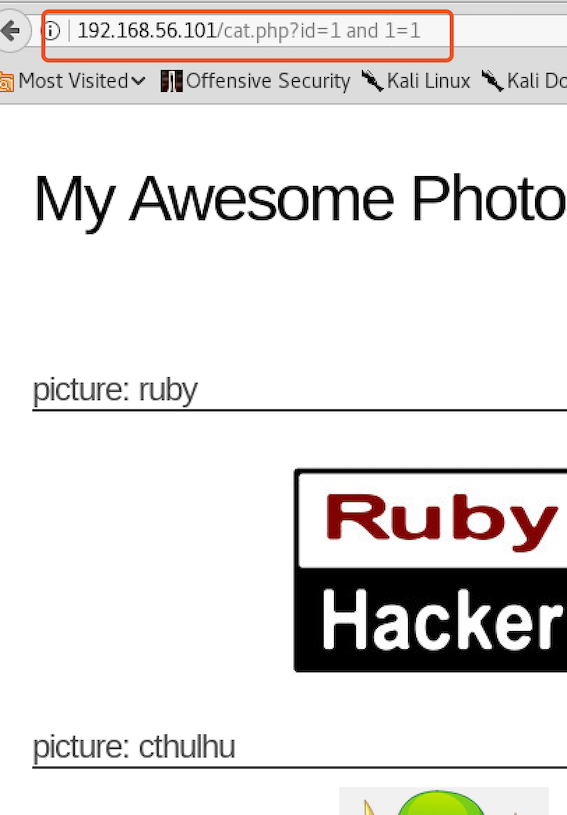 192.168.56.101/cat.php?id=1 and 1=1
Most Visited Offensive Security Kali Linux Kali Do
My Awesome Photo
picture: ruby
Ruby
Hacker
picture: cthulhu